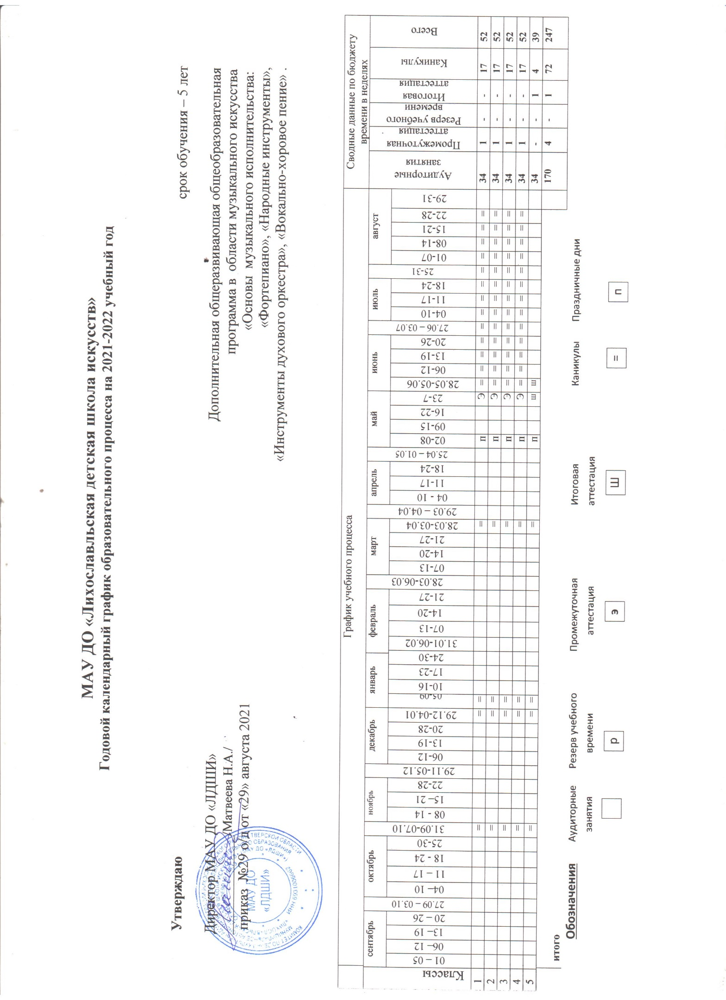 МАУ ДО «Лихославльская детская школа искусств»
Годовой календарный график образовательного процесса на 2021-2022 учебный год
Утверждаю
срок обучения – 5 лет
Директор МАУ ДО «ЛДШИ»
/Матвеева Н.А./
приказ №29 о/д от «29» августа 2021
МАУ ДО
«ЛДШИ»
Дополнительная общеразвивающая общеобразовательная
программа в области музыкального искусства
«Основы музыкального исполнительства:
«Фортепиано», «Народные инструменты»,
«Инструменты духового оркестра», «Вокально-хоровое пение» .
График учебного процесса
Сводные данные по бюджету
времени в неделях
Классы
сентябрь 27.09 – 03.10 октябрь 31.09-07.10 ноябрь 29.11-05.12 декабрь январь февраль 28.03-06.03 март 29.03 – 04.04 апрель 25.04 – 01.05 май июнь 27.06 – 03.07 июль 25-31 август
01 – 05 06– 12 13– 19 20 – 26 04– 10 11 – 17 18 - 24 25-30 08 - 14 15– 21 22-28 06-12 13-19 20-28 29.12-04.01 05-09 10-16 17-23 24-30 31.01-06.02 07-13 14-20 21-27 07-13 14-20 21-27 28.03-03.04 04 - 10 11-17 18-24 02-08 09-15 16-22 23-7 28.05-05.06 06-12 13-19 20-26 04-10 11-17 18-24 01-07 08-14 15-21 22-28 29-31
Аудиторные занятия Промежуточная аттестация Резерв учебного времени Итоговая аттестация Каникулы Всего
1 = = = = п Э = = = = = = = = = = = = = 34 1 - - 17 52
2 = = = = п Э = = = = = = = = = = = = = 34 1 - - 17 52
3 = = = = п Э = = = = = = = = = = = = = 34 1 - - 17 52
4 = = = = п Э = = = = = = = = = = = = = 34 1 - - 17 52
5 = = = = п ш ш 34 - - 1 4 39
итого 170 4 - 1 72 247
Обозначения
Аудиторные
занятия
Резерв учебного
времени
р
Промежуточная
аттестация
э
Итоговая
аттестация
Ш
Каникулы
=
Праздничные дни
п